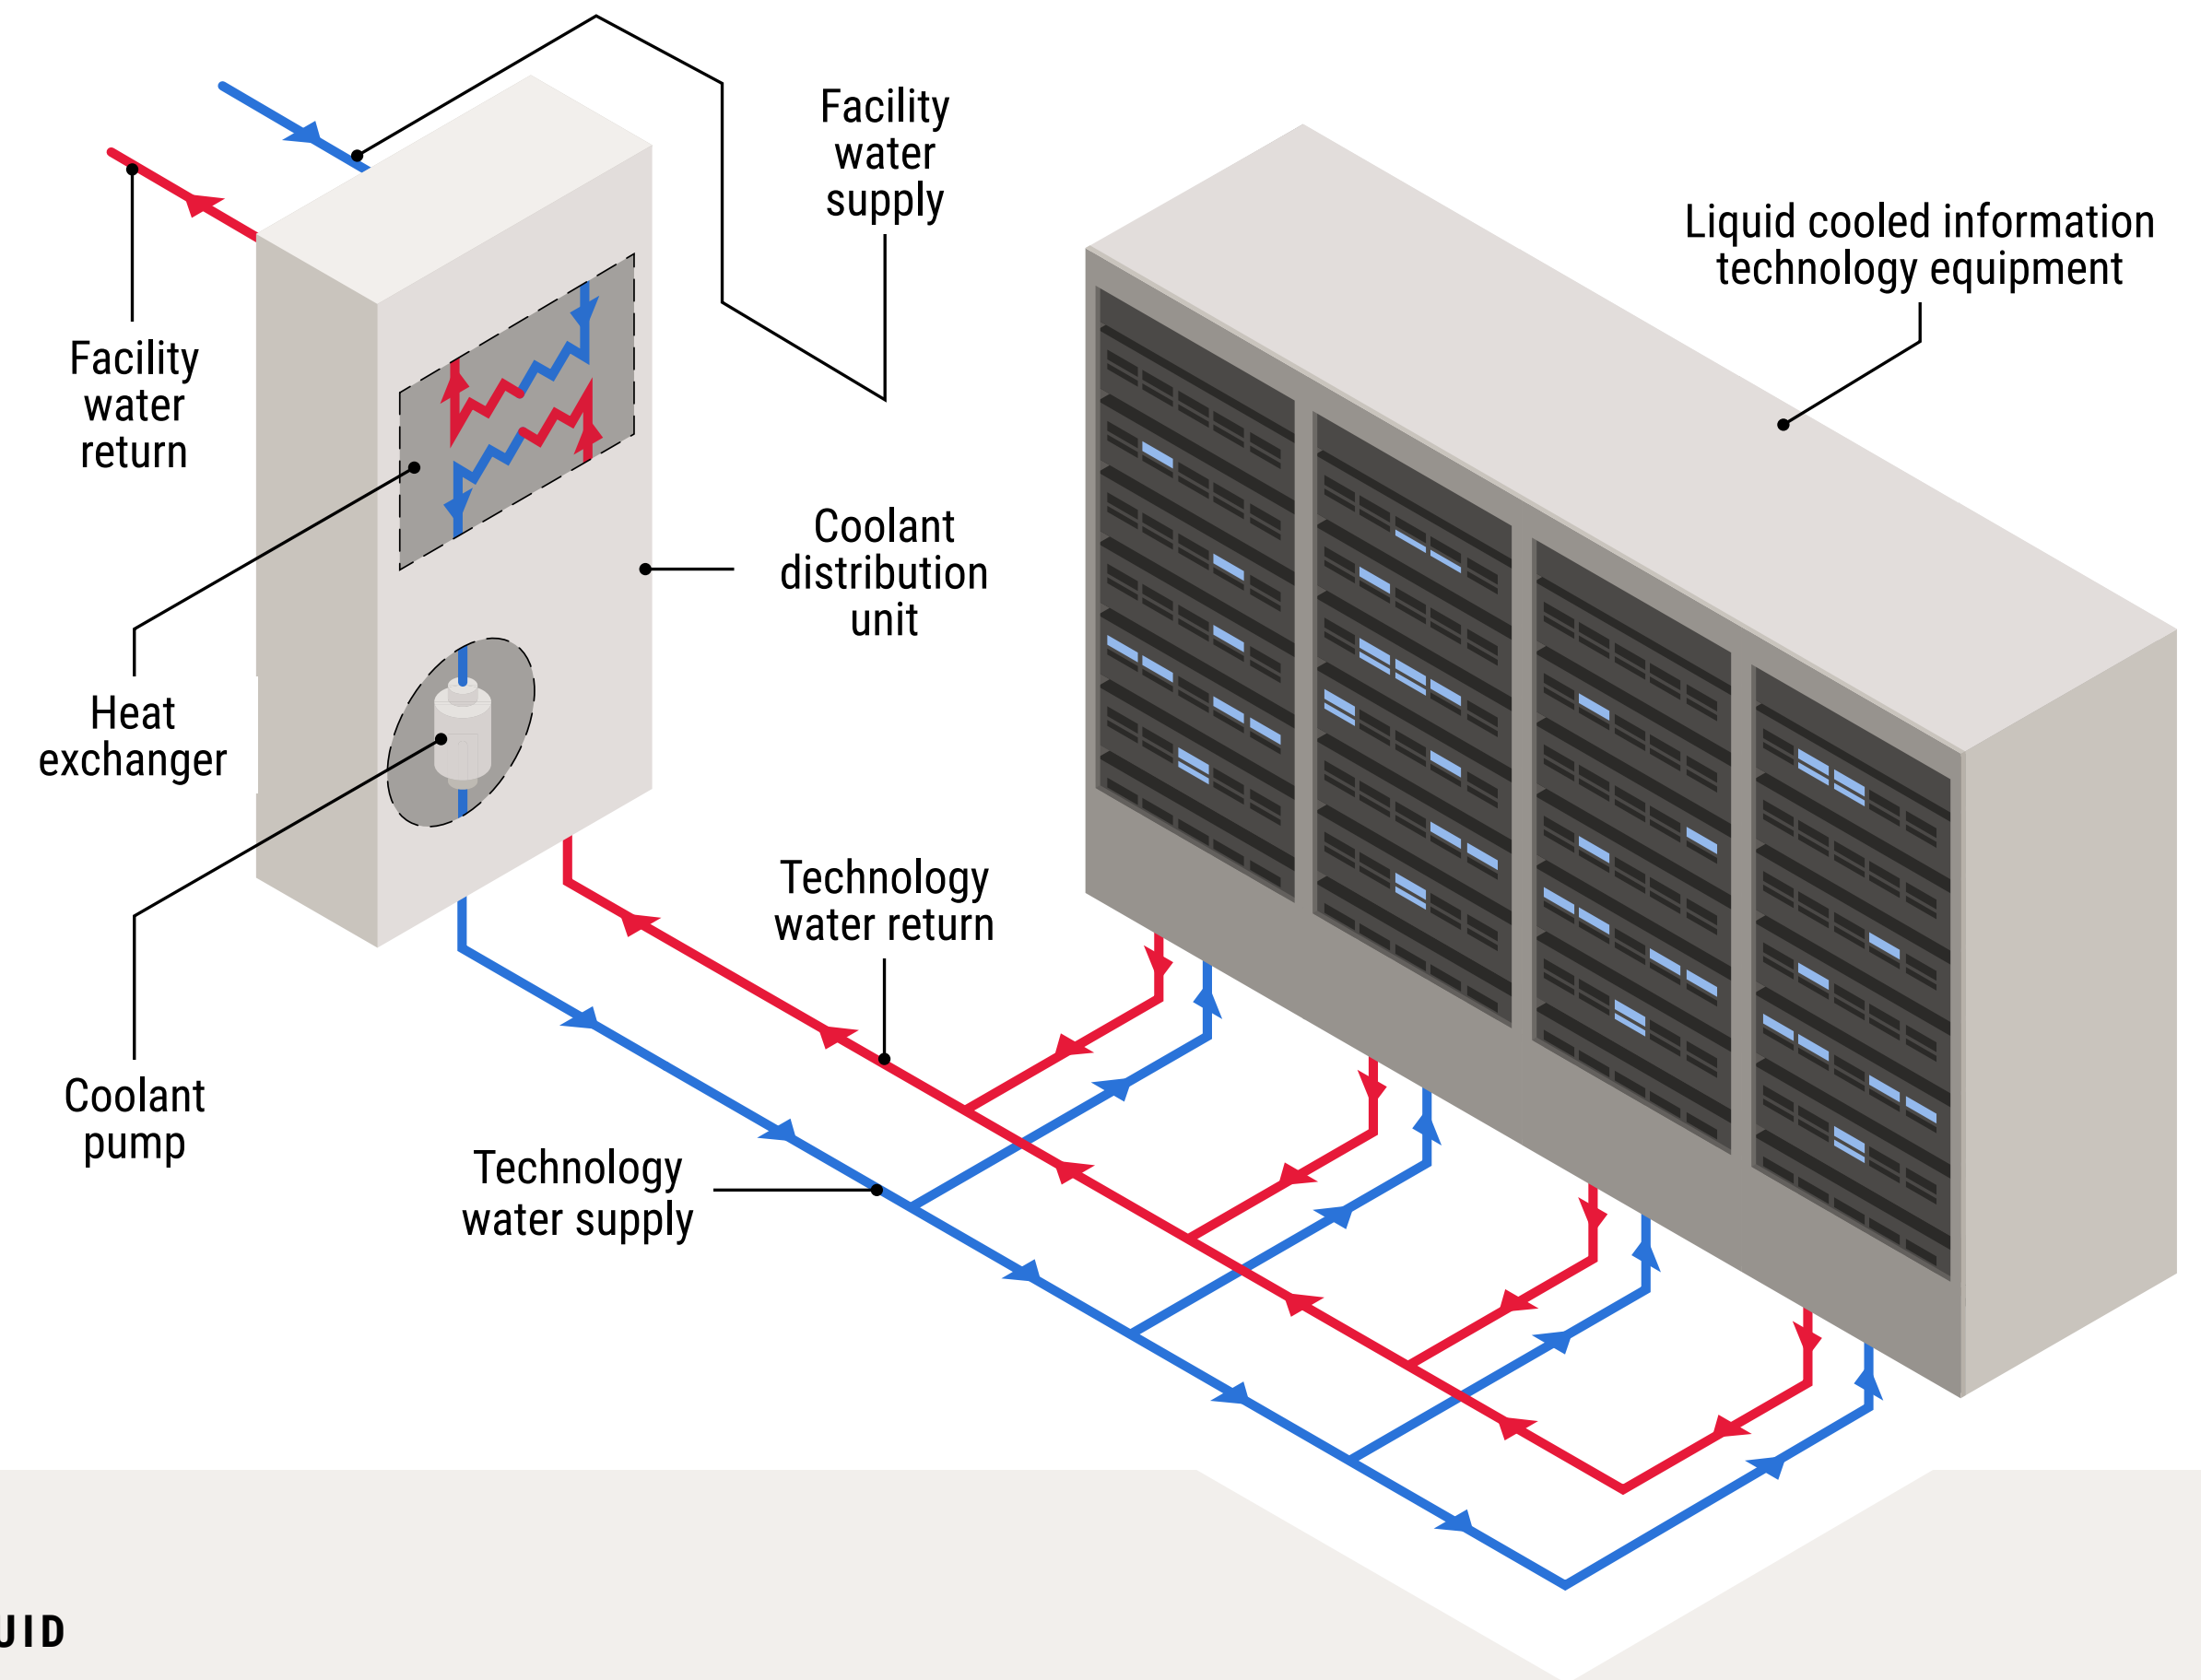 Facility
water
supply
Liquid cooled information
technology equipment
Facility
water
return
Coolant
distribution
unit
Heat
exchanger
Technology
water return
Coolant
pump
Technology
water supply
UID